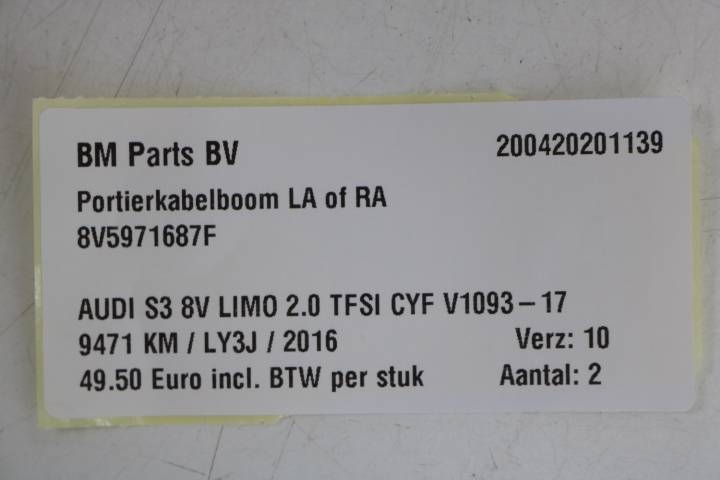 BM Parts BV 200420201139
Portierkabelboom LA of RA
8V5971687F
AUDI S3 8V LIMO 2.0 TFSI CYF V1093-17
9471 KM / LY3J / 2016 Verz: 10
49.50 Euro incl. BTW per stuk Aantal: 2